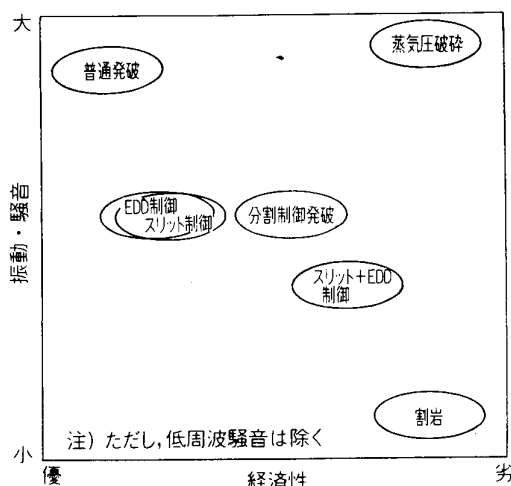 大
蒸気圧破砕
普通発破
EDD制御
スリット制御
分割制御発破
振動・騒音
スリット+EDD
制御
割岩
注) ただし,低周波騒音は除く
小
優
経済性
劣